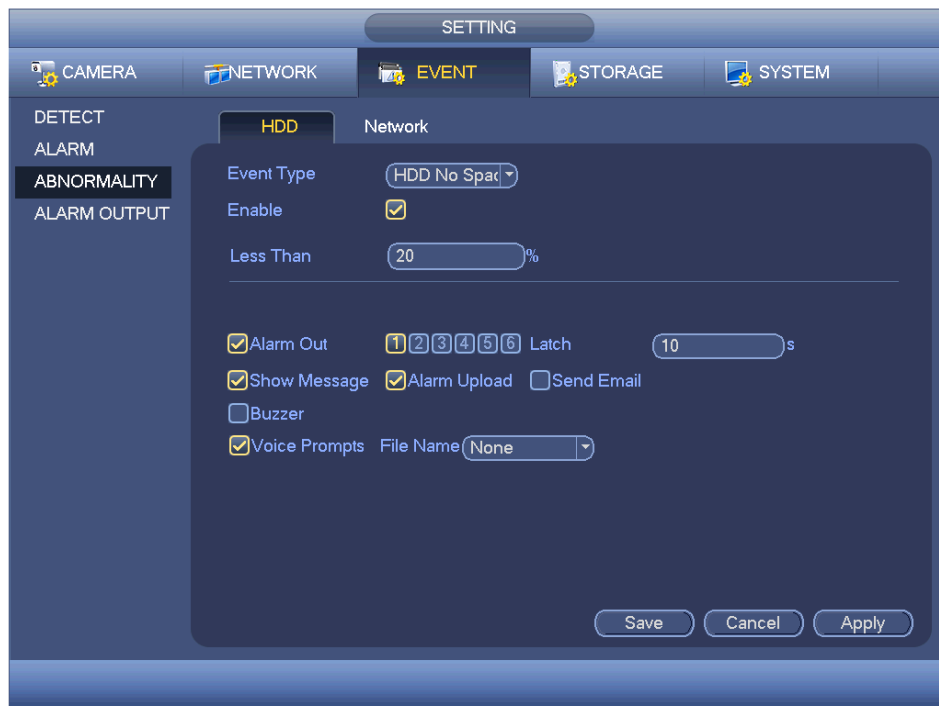 SETTING
CAMERA NETWORK EVENT STORAGE SYSTEM
DETECT
ALARM
ABNORMALITY
ALARM OUTPUT
HDD Network
Event Type HDD No Spac
Enable
Less Than 20 %
Alarm Out 1 2 3 4 5 6 Latch 10 s
Show Message Alarm Upload Send Email
Buzzer
Voice Prompts File Name None
Save Cancel Apply